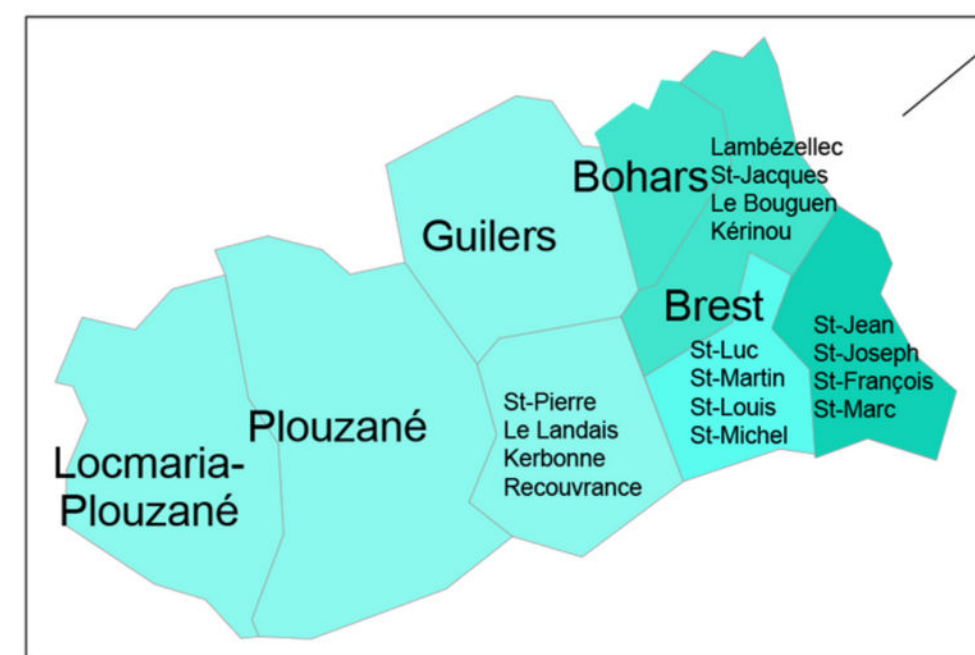 Lambézellec
St-Jacques
Le Bouguen
Kérinou
Bohars
Guilers
Brest
St-Luc
St-Martin
St-Louis
St-Michel
St-Jean
St-Joseph
St-François
St-Marc
St-Pierre
Le Landais
Kerbonne
Recouvrance
Plouzané
Locmaria-
Plouzané